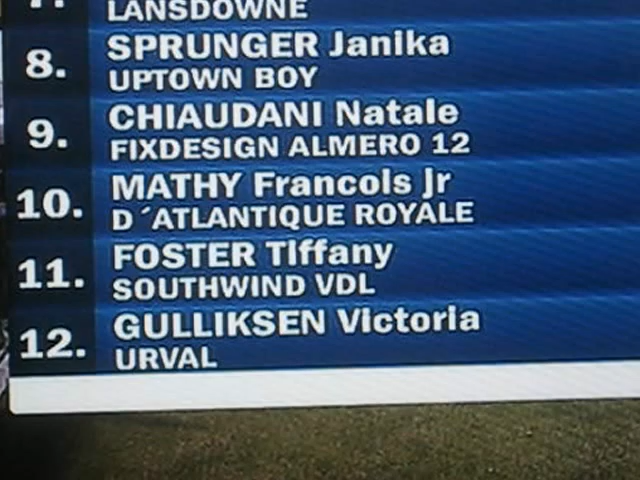 7. LANSDOWNE
8. SPRUNGER Janika
UPTOWN BOY
9. CHIAUDANI Natale
FIXDESIGN ALMERO 12
10. MATHY Francois Jr
D ´ATLANTIQUE ROYALE
11. FOSTER Tiffany
SOUTHWIND VDL
12. GULLIKSEN Victoria
URVAL